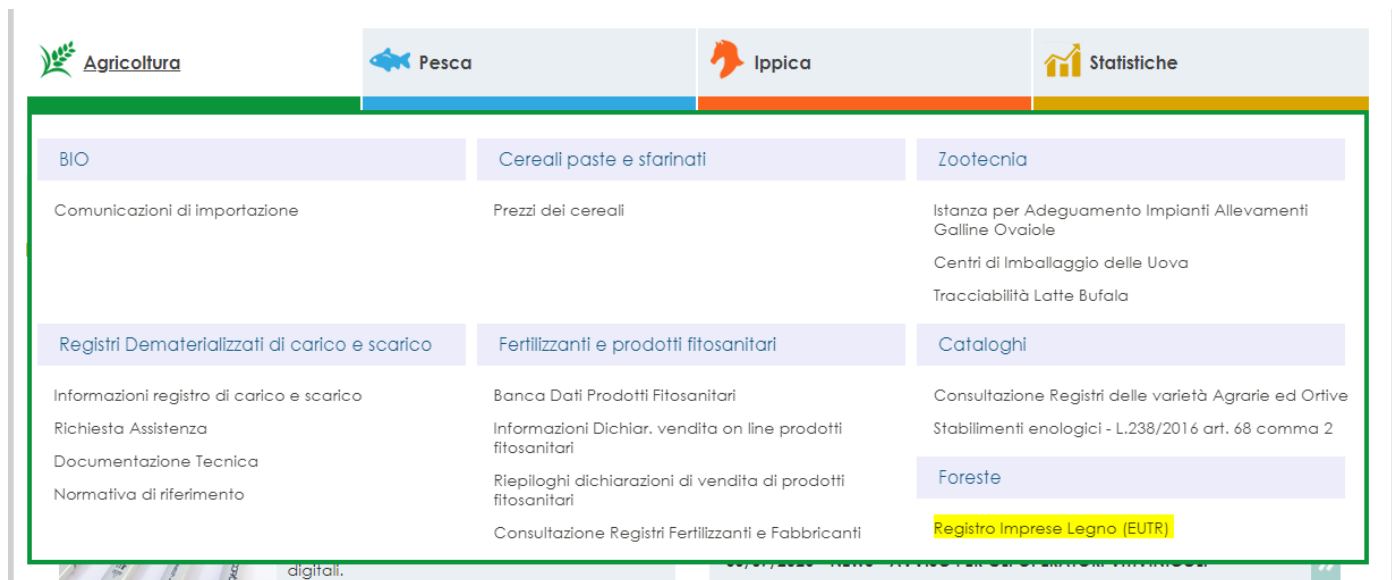 Agricoltura
Pesca
Ippica
Statistiche
BIO
Comunicazioni di importazione
Cereali paste e sfarinati
Prezzi dei cereali
Zootecnia
Istanza per Adeguamento Impianti Allevamenti
Galline Ovaiole
Centri di Imballaggio delle Uova
Tracciabilità Latte Bufala
Registri Dematerializzati di carico e scarico
Informazioni registro di carico e scarico
Richiesta Assistenza
Documentazione Tecnica
Normativa di riferimento
Fertilizzanti e prodotti fitosanitari
Banca Dati Prodotti Fitosanitari
Informazioni Dichiar. vendita on line prodotti
fitosanitari
Riepiloghi dichiarazioni di vendita di prodotti
fitosanitari
Consultazione Registri Fertilizzanti e Fabbricanti
Cataloghi
Consultazione Registri delle varietà Agrarie ed Ortive
Stabilimenti enologici - L.238/2016 art. 68 comma 2
Foreste
Registro Imprese Legno (EUTR)
digitali.